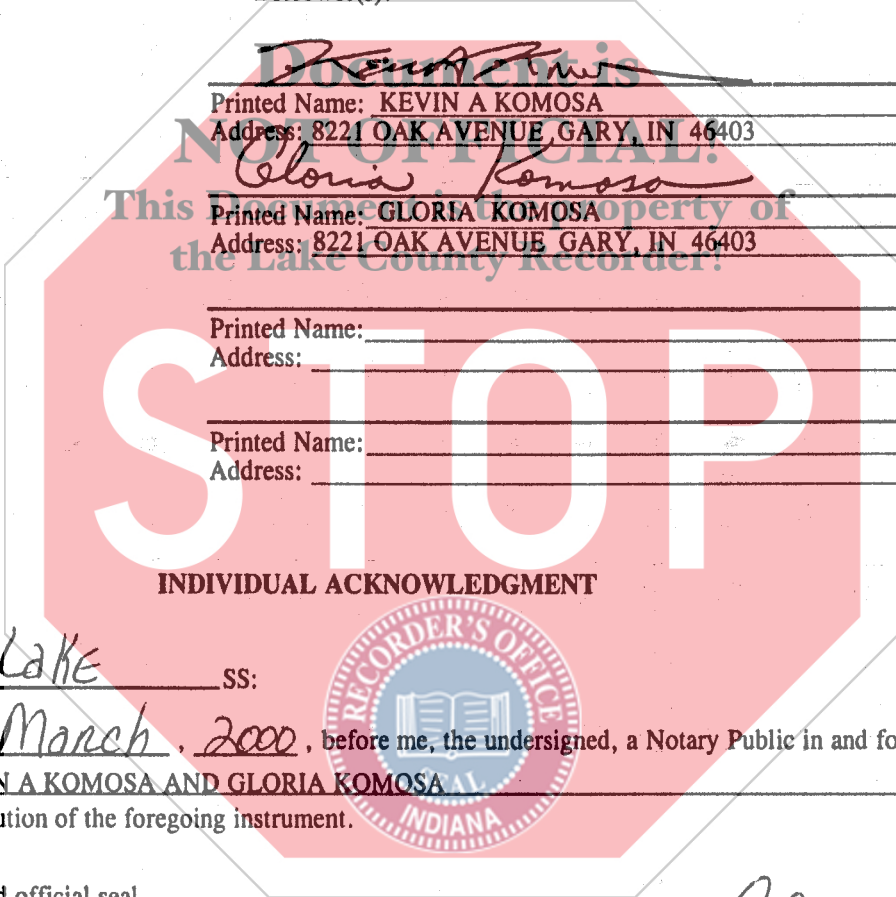 Document is
Printed Name: KEVIN A KOMOSA
Address: 8221 OAK AVENUE GARY, IN 46403
NOT OFFICIAL!
Gloria Komosa
This Document is the property of
Printed Name: GLORIA KOMOSA
Address: 8221 OAK AVENUE GARY, IN 46403
the Lake County Recorder!
Printed Name:
Address:
STOP
Printed Name:
Address:
INDIVIDUAL ACKNOWLEDGMENT
Lake SS:
RECORDER'S OFFICE
March, 2000, before me, the undersigned, a Notary Public in and fo
N A KOMOSA AND GLORIA KOMOSA
SEAL
INDIANA
ution of the foregoing instrument.
d official seal